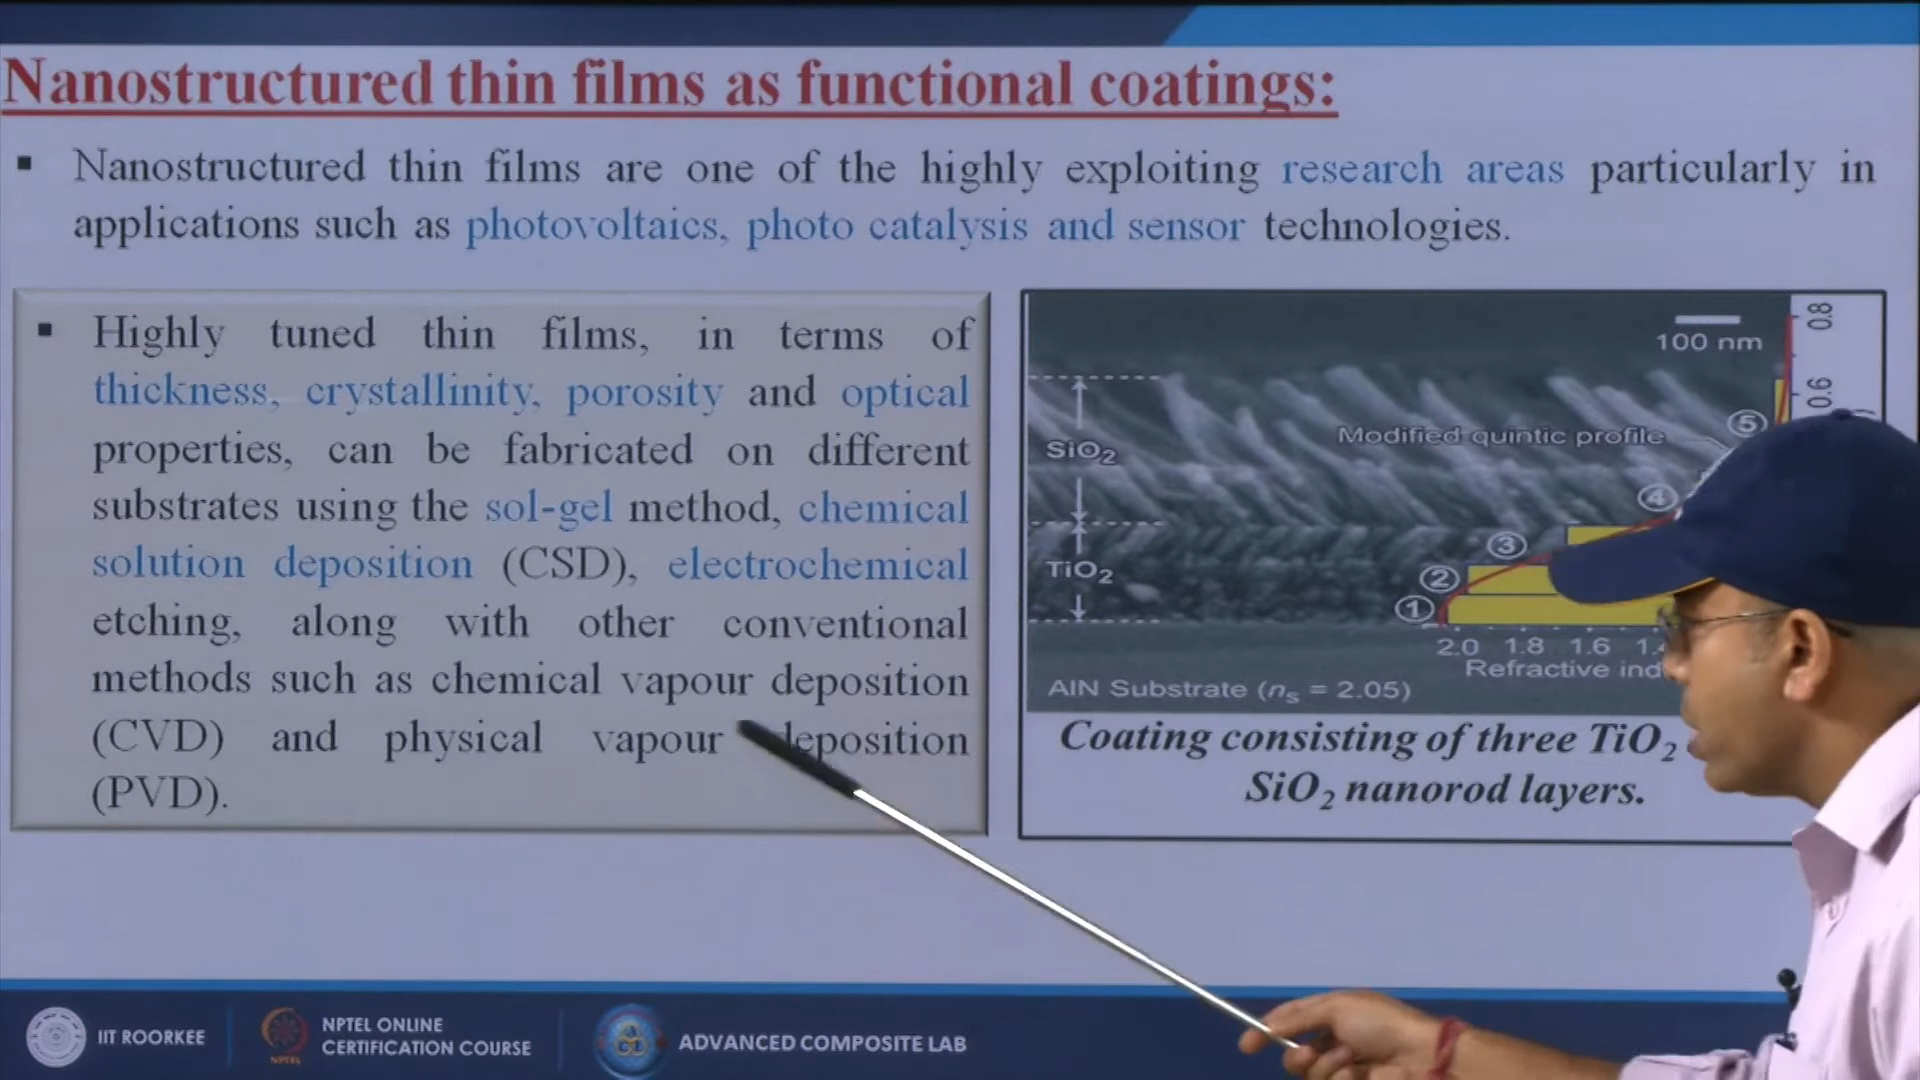 Nanostructured thin films as functional coatings:
▪ Nanostructured thin films are one of the highly exploiting research areas particularly in
applications such as photovoltaics, photo catalysis and sensor technologies.
▪ Highly tuned thin films, in terms of
thickness, crystallinity, porosity and optical
properties, can be fabricated on different
substrates using the sol-gel method, chemical
solution deposition (CSD), electrochemical
etching, along with other conventional
methods such as chemical vapour deposition
(CVD) and physical vapour deposition
(PVD).
100 nm
0.8
0.6
Modified quintic profile
⑤
SiO₂
④
③
TiO₂
②
①
2.0 1.8 1.6
Refractive
AlN Substrate (nₛ = 2.05)
Coating consisting of three TiO₂
SiO₂ nanorod layers.
IIT ROORKEE
NPTEL
NPTEL ONLINE
CERTIFICATION COURSE
ADVANCED COMPOSITE LAB